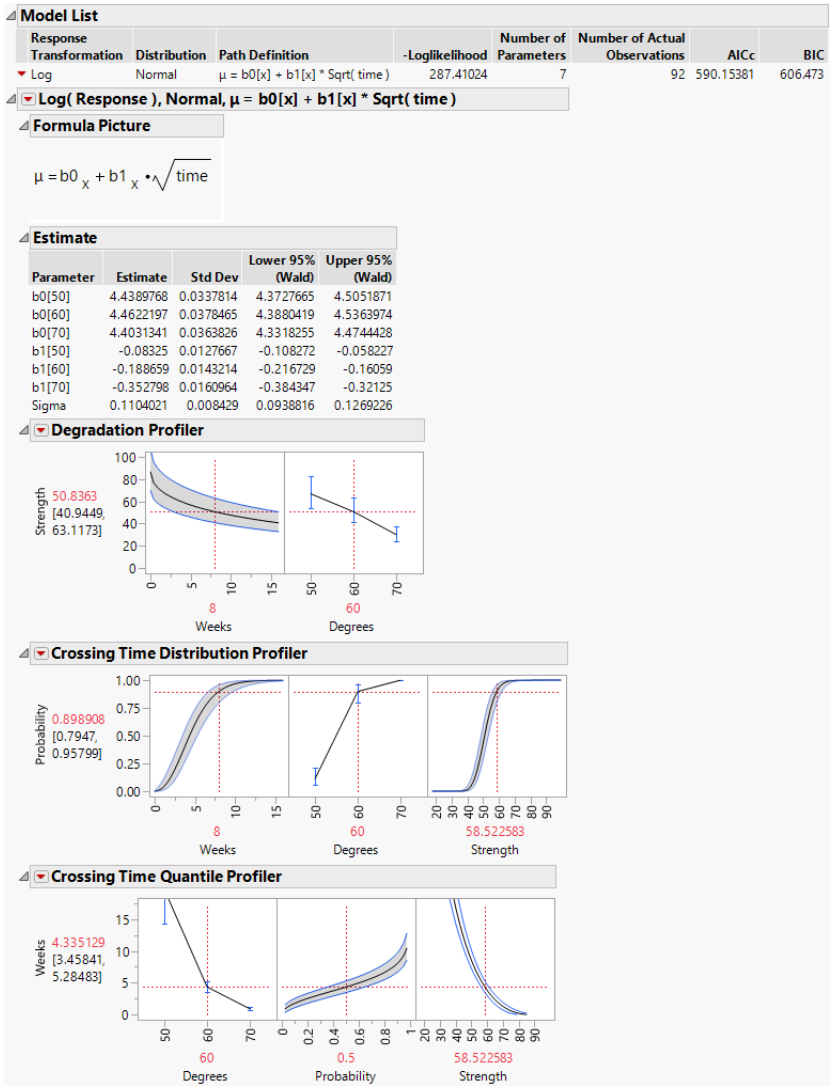 Model List
Response Number of Number of Actual
Transformation Distribution Path Definition -Loglikelihood Parameters Observations AICc BIC
Log Normal μ = b0[x] + b1[x] * Sqrt( time ) 287.41024 7 92 590.15381 606.473
Log( Response ), Normal, μ = b0[x] + b1[x] * Sqrt( time )
Formula Picture
μ = b0 x + b1 x • √ time
Estimate
Lower 95% Upper 95%
Parameter Estimate Std Dev (Wald) (Wald)
b0[50] 4.4389768 0.0337814 4.3727665 4.5051871
b0[60] 4.4622197 0.0378465 4.3880419 4.5363974
b0[70] 4.4031341 0.0363826 4.3318255 4.4744428
b1[50] -0.08325 0.0127667 -0.108272 -0.058227
b1[60] -0.188659 0.0143214 -0.216729 -0.16059
b1[70] -0.352798 0.0160964 -0.384347 -0.32125
Sigma 0.1104021 0.008429 0.0938816 0.1269226
Degradation Profiler
Strength
50.8363
[40.9449,
63.1173]
100
80
60
40
20
0
0 5 10 15 50 60 70
8 60
Weeks Degrees
Crossing Time Distribution Profiler
Probability
0.898908
[0.7947,
0.95799]
1.00
0.75
0.50
0.25
0.00
0 5 10 15 50 60 70 20 30 40 50 60 70 80 90
8 60 58.522583
Weeks Degrees Strength
Crossing Time Quantile Profiler
Weeks
4.335129
[3.45841,
5.28483]
15
10
5
0
50 60 70 0 0.2 0.4 0.6 0.8 1 20 30 40 50 60 70 80 90
60 0.5 58.522583
Degrees Probability Strength